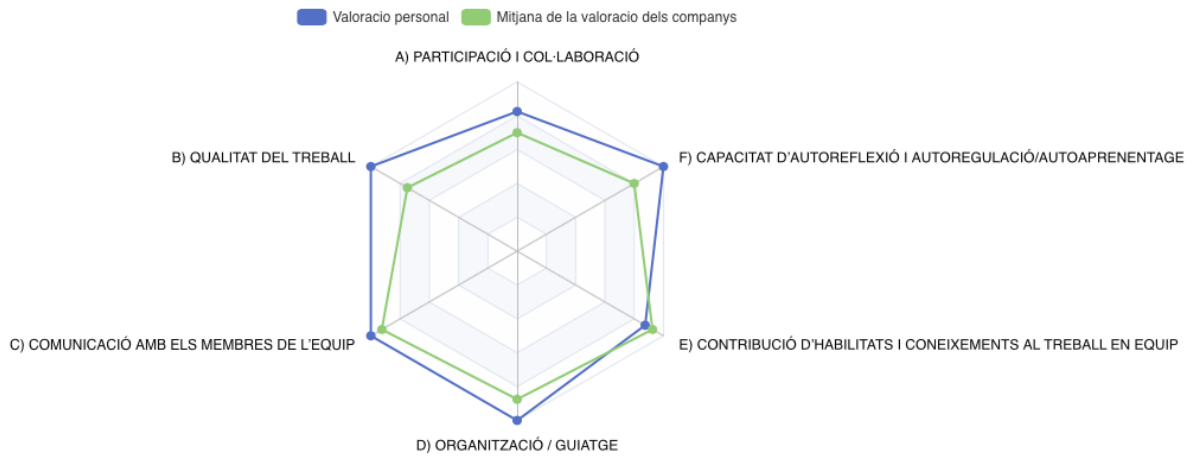 Valoracio personal
Mitjana de la valoracio dels companys
A) PARTICIPACIÓ I COL·LABORACIÓ
B) QUALITAT DEL TREBALL
F) CAPACITAT D'AUTOREFLEXIÓ I AUTOREGULACIÓ/AUTOAPRENENTAGE
C) COMUNICACIÓ AMB ELS MEMBRES DE L'EQUIP
E) CONTRIBUCIÓ D'HABILITATS I CONEIXEMENTS AL TREBALL EN EQUIP
D) ORGANITZACIÓ / GUIATGE